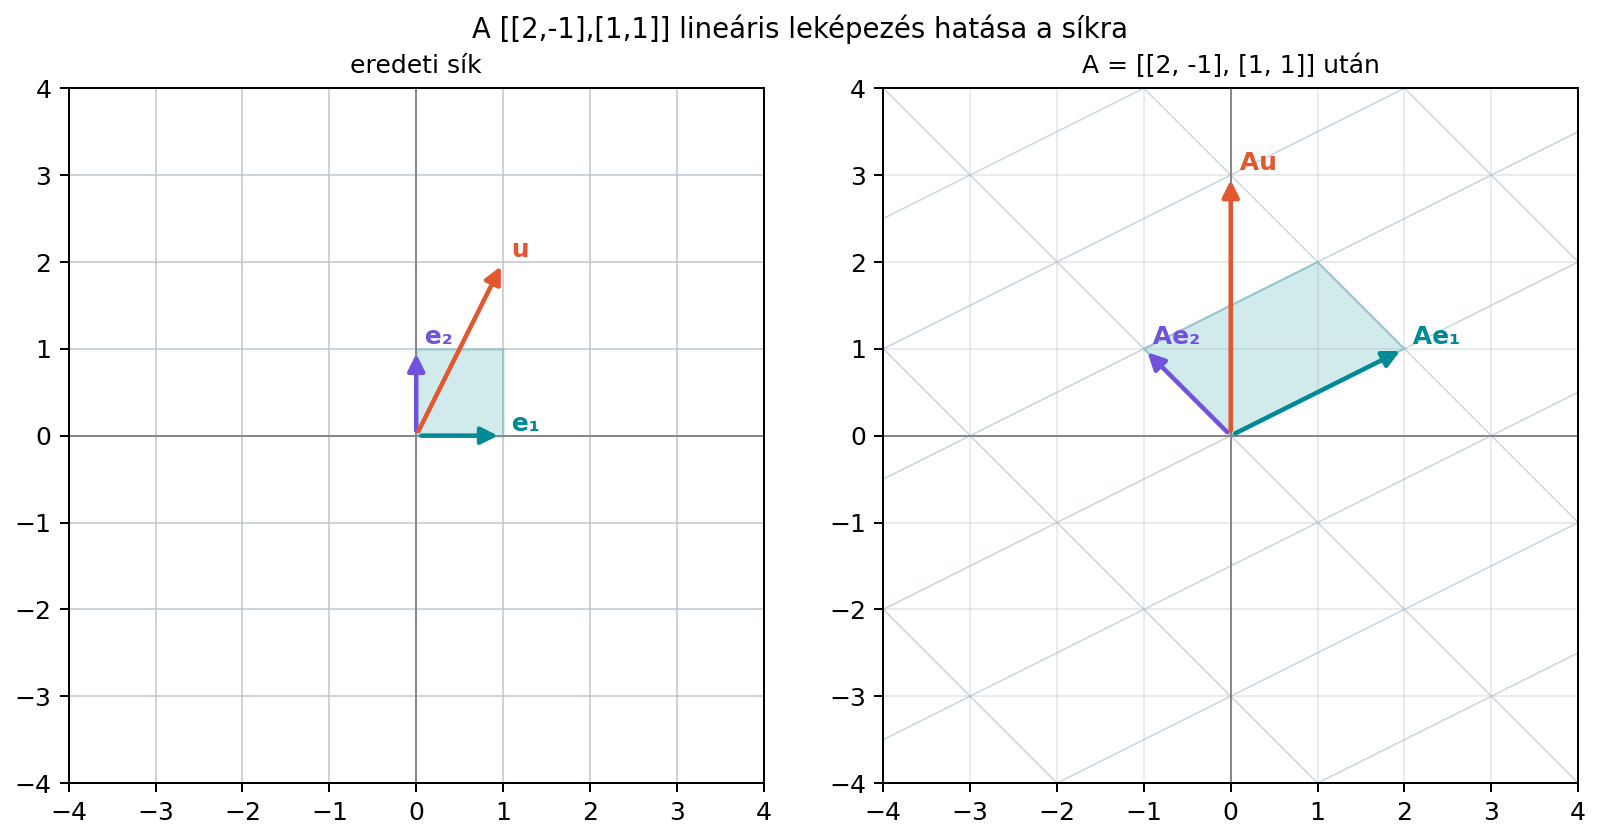 A [[2,-1],[1,1]] lineáris leképezés hatása a síkra
eredeti sík
4
3
2
1
0
−1
−2
−3
−4
−4 −3 −2 −1 0 1 2 3 4
u
e₂
e₁
A = [[2, -1], [1, 1]] után
4
3
2
1
0
−1
−2
−3
−4
−4 −3 −2 −1 0 1 2 3 4
Au
Ae₂
Ae₁